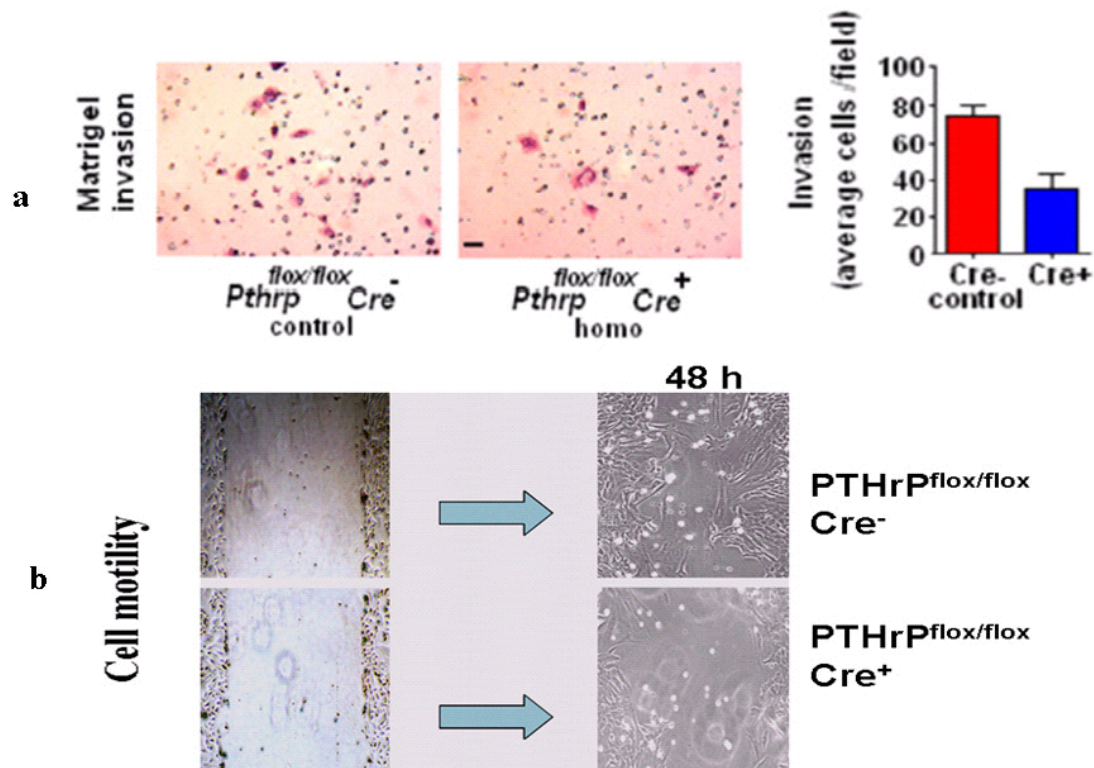 a
Matrigel
invasion
Pthrp flox/flox Cre -
control
Pthrp flox/flox Cre +
homo
Invasion
(average cells /field)
100
80
60
40
20
0
Cre- Cre+
control
b
Cell motility
48 h
PTHrP flox/flox
Cre-
PTHrP flox/flox
Cre+